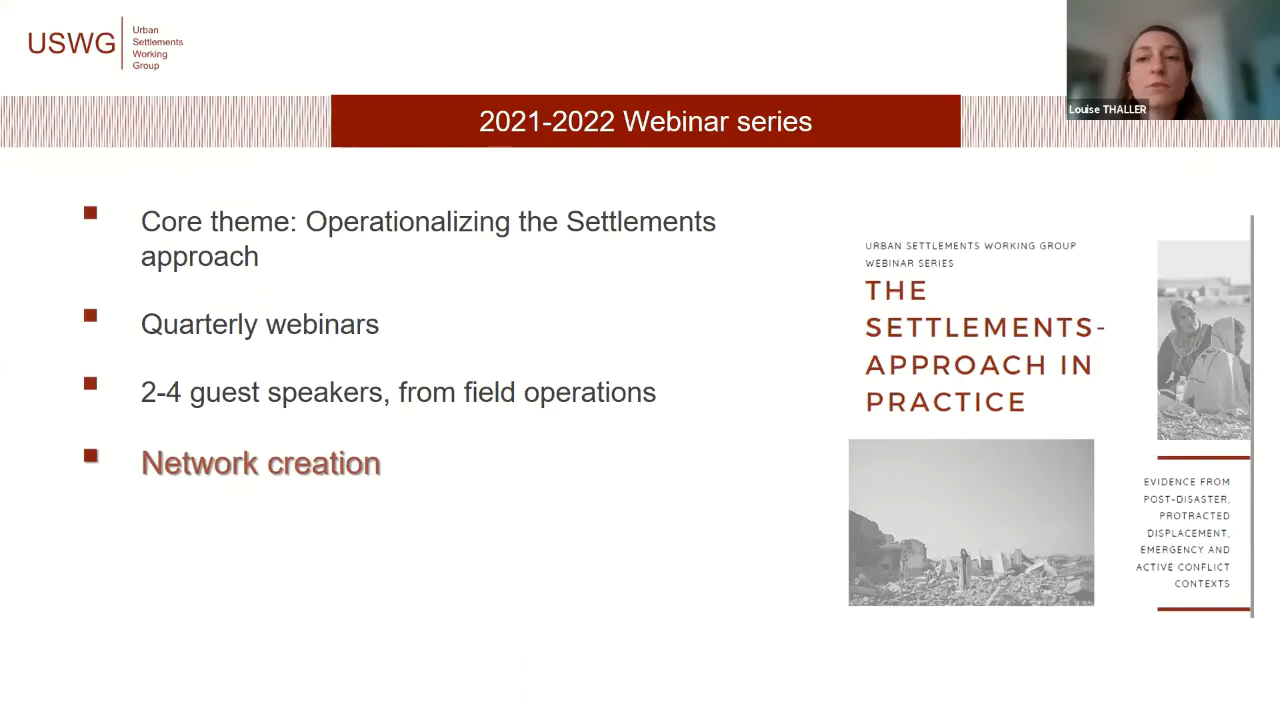 USWG
Urban
Settlements
Working
Group
Louise THALLER
2021-2022 Webinar series
Core theme: Operationalizing the Settlements
approach
Quarterly webinars
2-4 guest speakers, from field operations
Network creation
URBAN SETTLEMENTS WORKING GROUP
WEBINAR SERIES
THE
SETTLEMENTS-
APPROACH IN
PRACTICE
EVIDENCE FROM
POST-DISASTER,
PROTRACTED
DISPLACEMENT,
EMERGENCY AND
ACTIVE CONFLICT
CONTEXTS